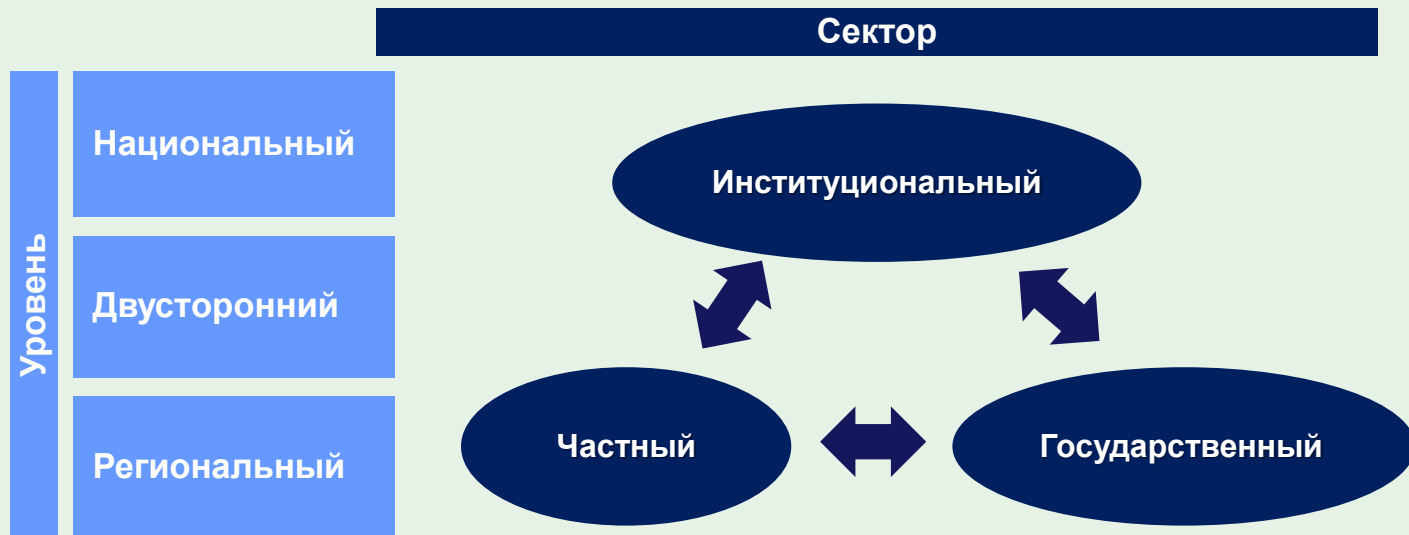 Сектор
Уровень
Национальный
Двусторонний
Региональный
Институциональный
Частный
Государственный